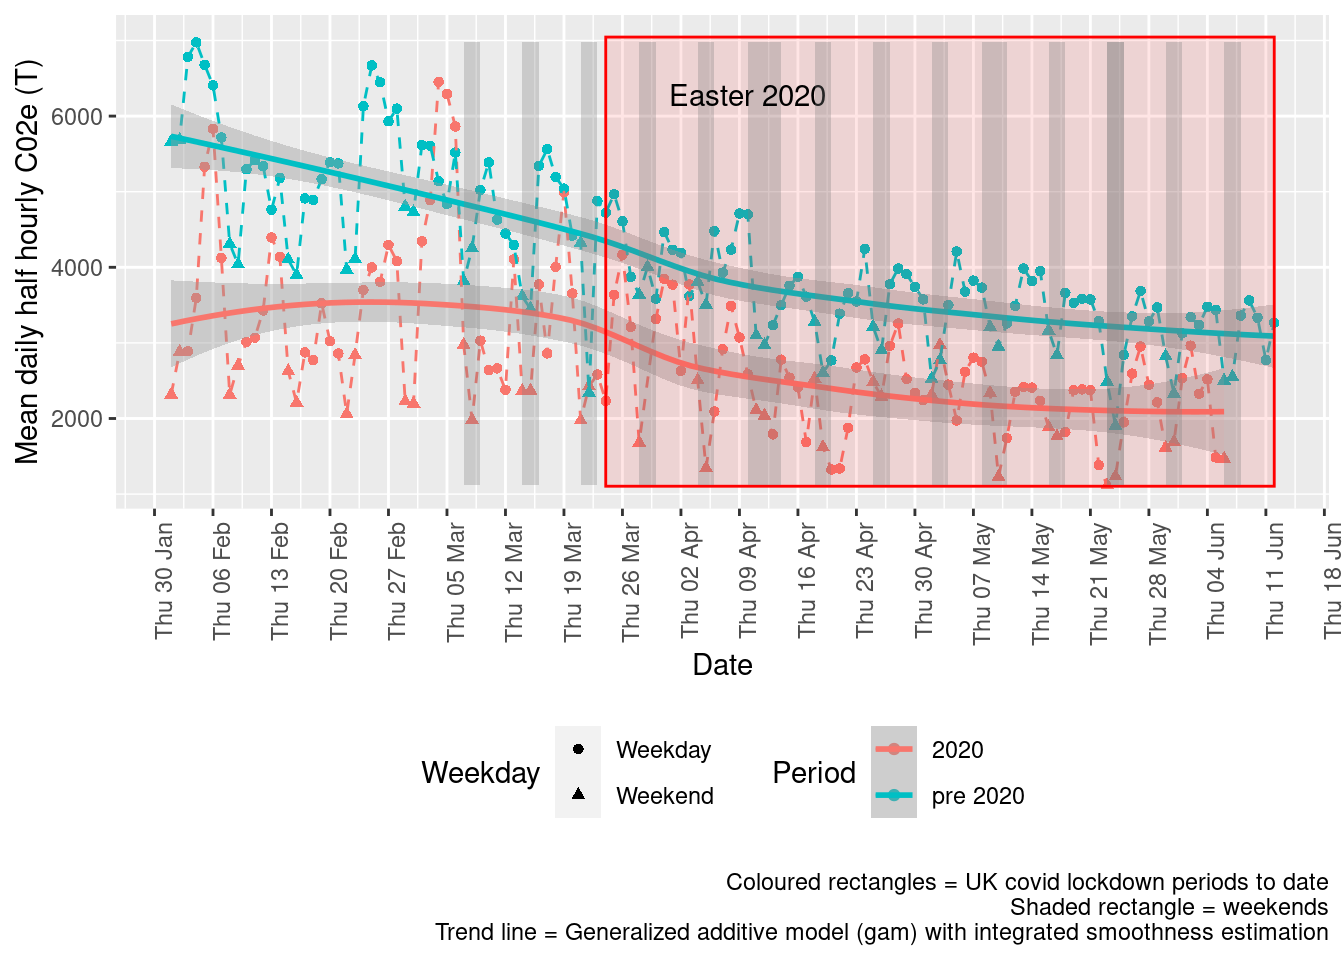 Mean daily half hourly C02e (T)
6000
4000
2000
Easter 2020
Thu 30 Jan
Thu 06 Feb
Thu 13 Feb
Thu 20 Feb
Thu 27 Feb
Thu 05 Mar
Thu 12 Mar
Thu 19 Mar
Thu 26 Mar
Thu 02 Apr
Thu 09 Apr
Thu 16 Apr
Thu 23 Apr
Thu 30 Apr
Thu 07 May
Thu 14 May
Thu 21 May
Thu 28 May
Thu 04 Jun
Thu 11 Jun
Thu 18 Jun
Date
Weekday
Weekday
Weekend
Period
2020
pre 2020
Coloured rectangles = UK covid lockdown periods to date
Shaded rectangle = weekends
Trend line = Generalized additive model (gam) with integrated smoothness estimation